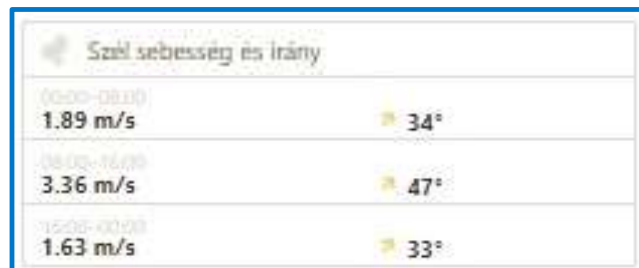 Szél sebesség és irány
00:00-08:00
1.89 m/s 34°
08:00-16:00
3.36 m/s 47°
16:00-00:00
1.63 m/s 33°